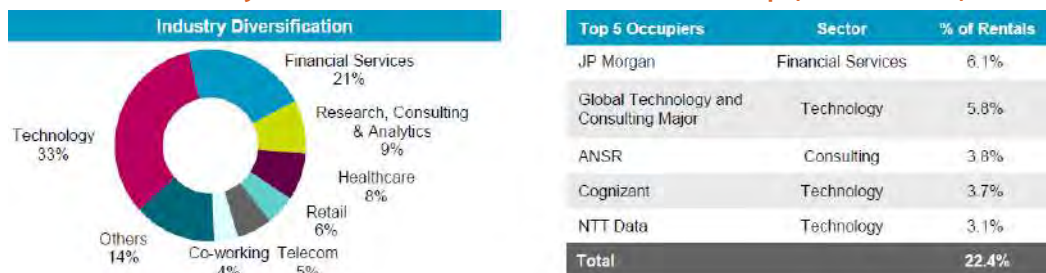 Industry Diversification
Financial Services
21%
Research, Consulting
& Analytics
9%
Healthcare
8%
Retail
6%
Telecom
5%
Co-working
4%
Others
14%
Technology
33%
Top 5 Occupiers Sector % of Rentals
JP Morgan Financial Services 6.1%
Global Technology and
Consulting Major Technology 5.8%
ANSR Consulting 3.8%
Cognizant Technology 3.7%
NTT Data Technology 3.1%
Total 22.4%